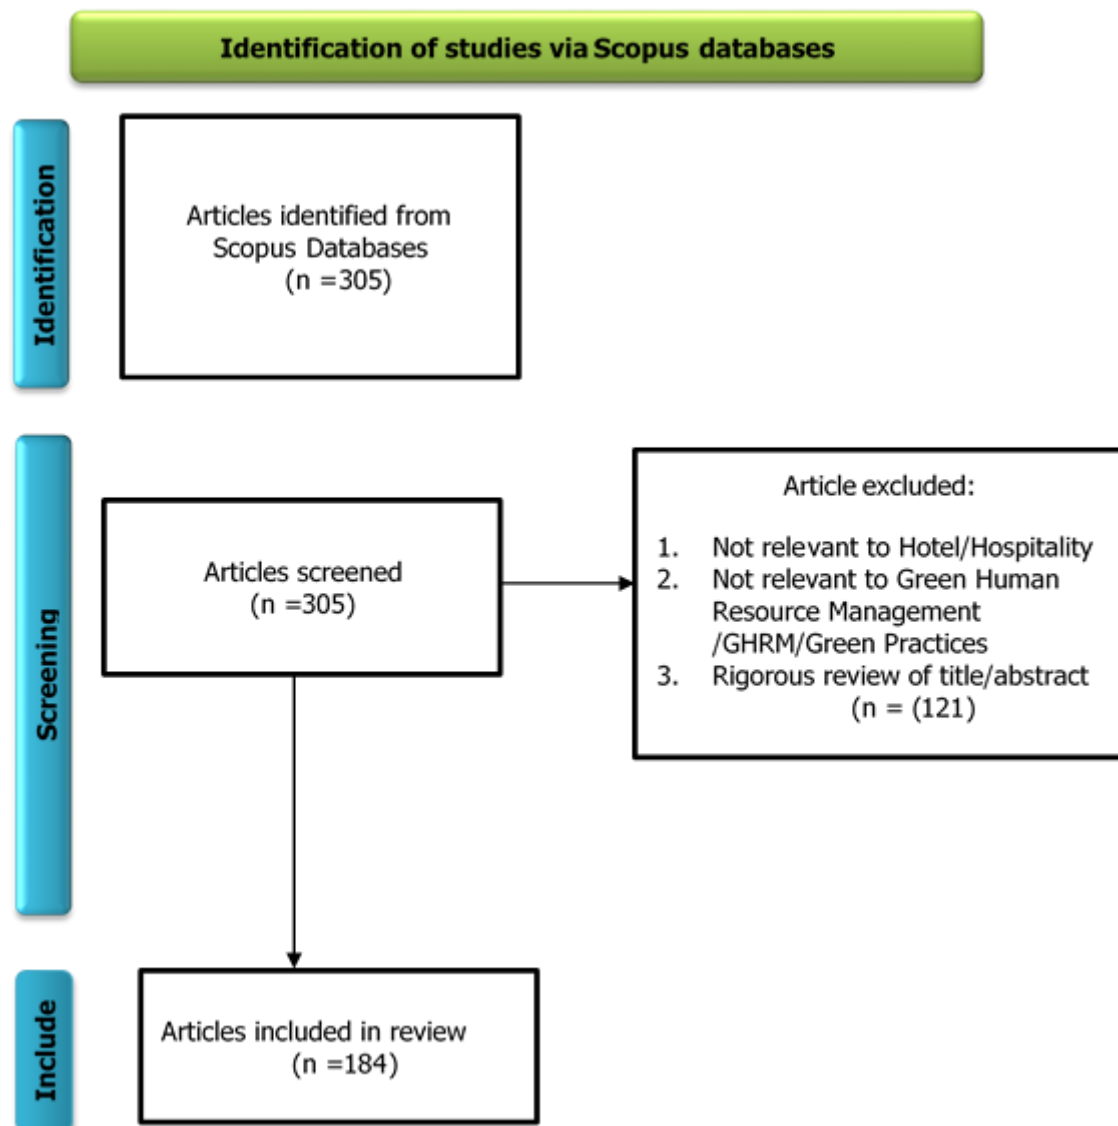 Identification of studies via Scopus databases
Identification
Articles identified from
Scopus Databases
(n =305)
Screening
Articles screened
(n =305)
Article excluded:
1. Not relevant to Hotel/Hospitality
2. Not relevant to Green Human
Resource Management
/GHRM/Green Practices
3. Rigorous review of title/abstract
(n = (121)
Include
Articles included in review
(n =184)